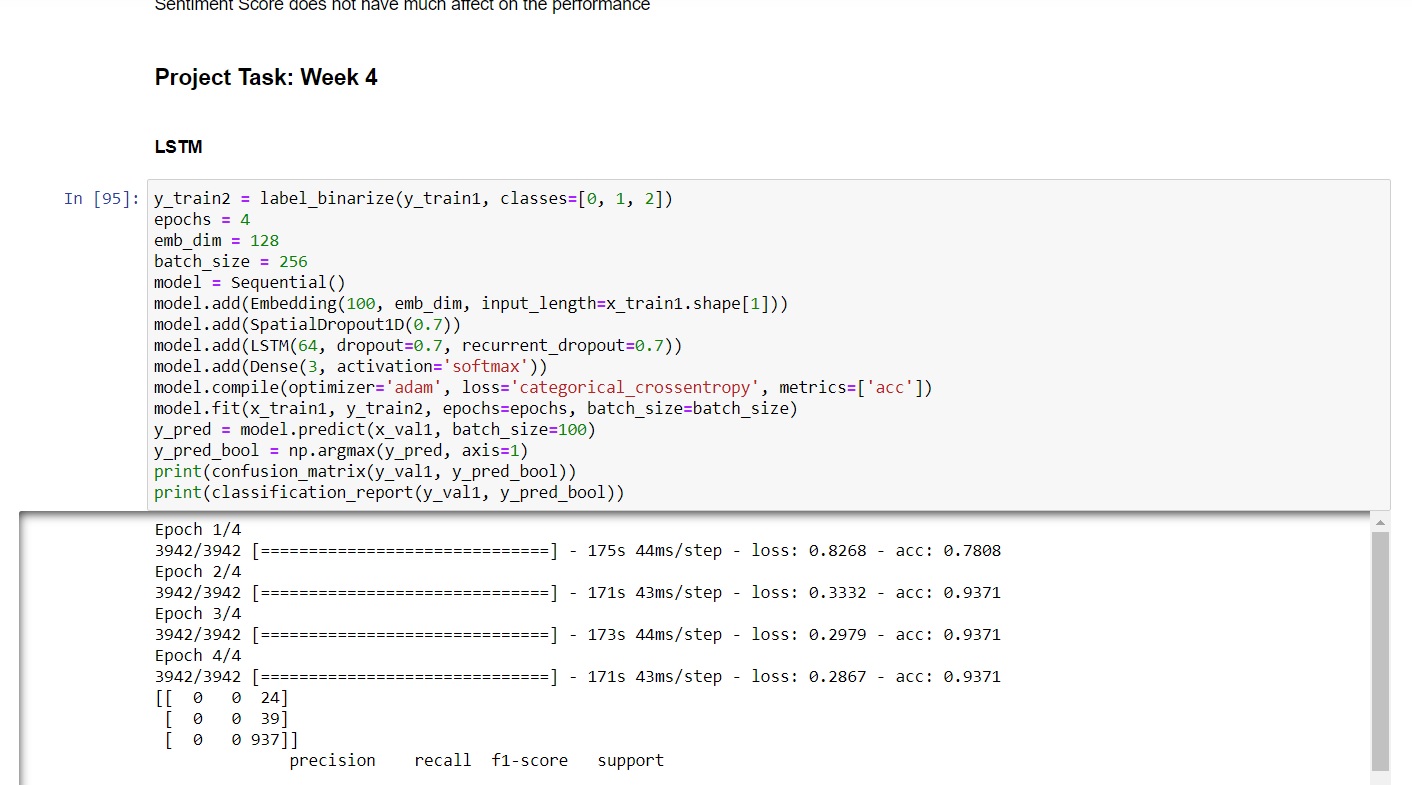 Sentiment Score does not have much affect on the performance
Project Task: Week 4
LSTM
In [95]:
y_train2 = label_binarize(y_train1, classes=[0, 1, 2])
epochs = 4
emb_dim = 128
batch_size = 256
model = Sequential()
model.add(Embedding(100, emb_dim, input_length=x_train1.shape[1]))
model.add(SpatialDropout1D(0.7))
model.add(LSTM(64, dropout=0.7, recurrent_dropout=0.7))
model.add(Dense(3, activation='softmax'))
model.compile(optimizer='adam', loss='categorical_crossentropy', metrics=['acc'])
model.fit(x_train1, y_train2, epochs=epochs, batch_size=batch_size)
y_pred = model.predict(x_val1, batch_size=100)
y_pred_bool = np.argmax(y_pred, axis=1)
print(confusion_matrix(y_val1, y_pred_bool))
print(classification_report(y_val1, y_pred_bool))
Epoch 1/4
3942/3942 [==============================] - 175s 44ms/step - loss: 0.8268 - acc: 0.7808
Epoch 2/4
3942/3942 [==============================] - 171s 43ms/step - loss: 0.3332 - acc: 0.9371
Epoch 3/4
3942/3942 [==============================] - 173s 44ms/step - loss: 0.2979 - acc: 0.9371
Epoch 4/4
3942/3942 [==============================] - 171s 43ms/step - loss: 0.2867 - acc: 0.9371
[[  0   0  24]
 [  0   0  39]
 [  0   0 937]]
precision    recall  f1-score   support